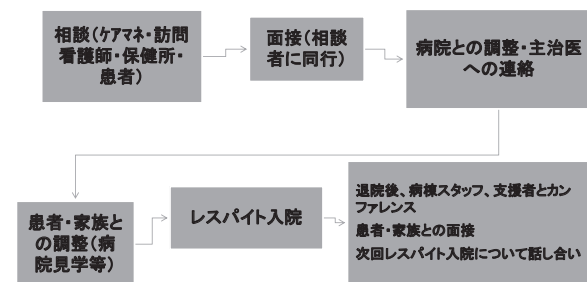 相談(ケアマネ・訪問
看護師・保健所・
患者)
面接(相談
者に同行)
病院との調整・主治医
への連絡
患者・家族と
の調整(病
院見学等)
レスパイト入院
退院後、病棟スタッフ、支援者とカン
ファレンス
患者・家族との面接
次回レスパイト入院について話し合い